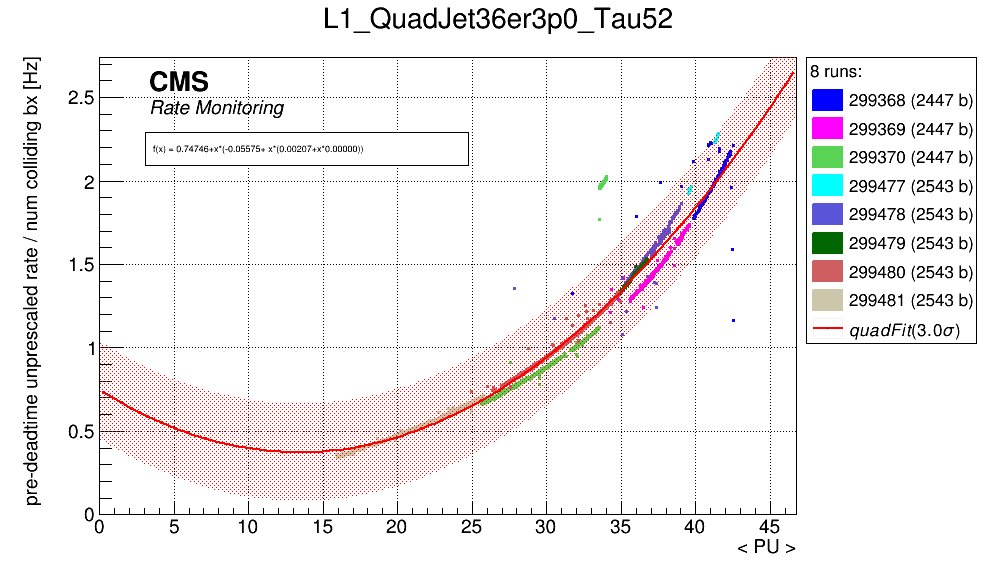 L1_QuadJet36er3p0_Tau52
pre-deadtime unprescaled rate / num colliding bx [Hz]
CMS
Rate Monitoring
f(x) = 0.74746+x*(-0.05575+ x*(0.00207+x*0.00000))
2.5
2
1.5
1
0.5
0
0 5 10 15 20 25 30 35 40 45
< PU >
8 runs:
299368 (2447 b)
299369 (2447 b)
299370 (2447 b)
299477 (2543 b)
299478 (2543 b)
299479 (2543 b)
299480 (2543 b)
299481 (2543 b)
quadFit(3.0σ)